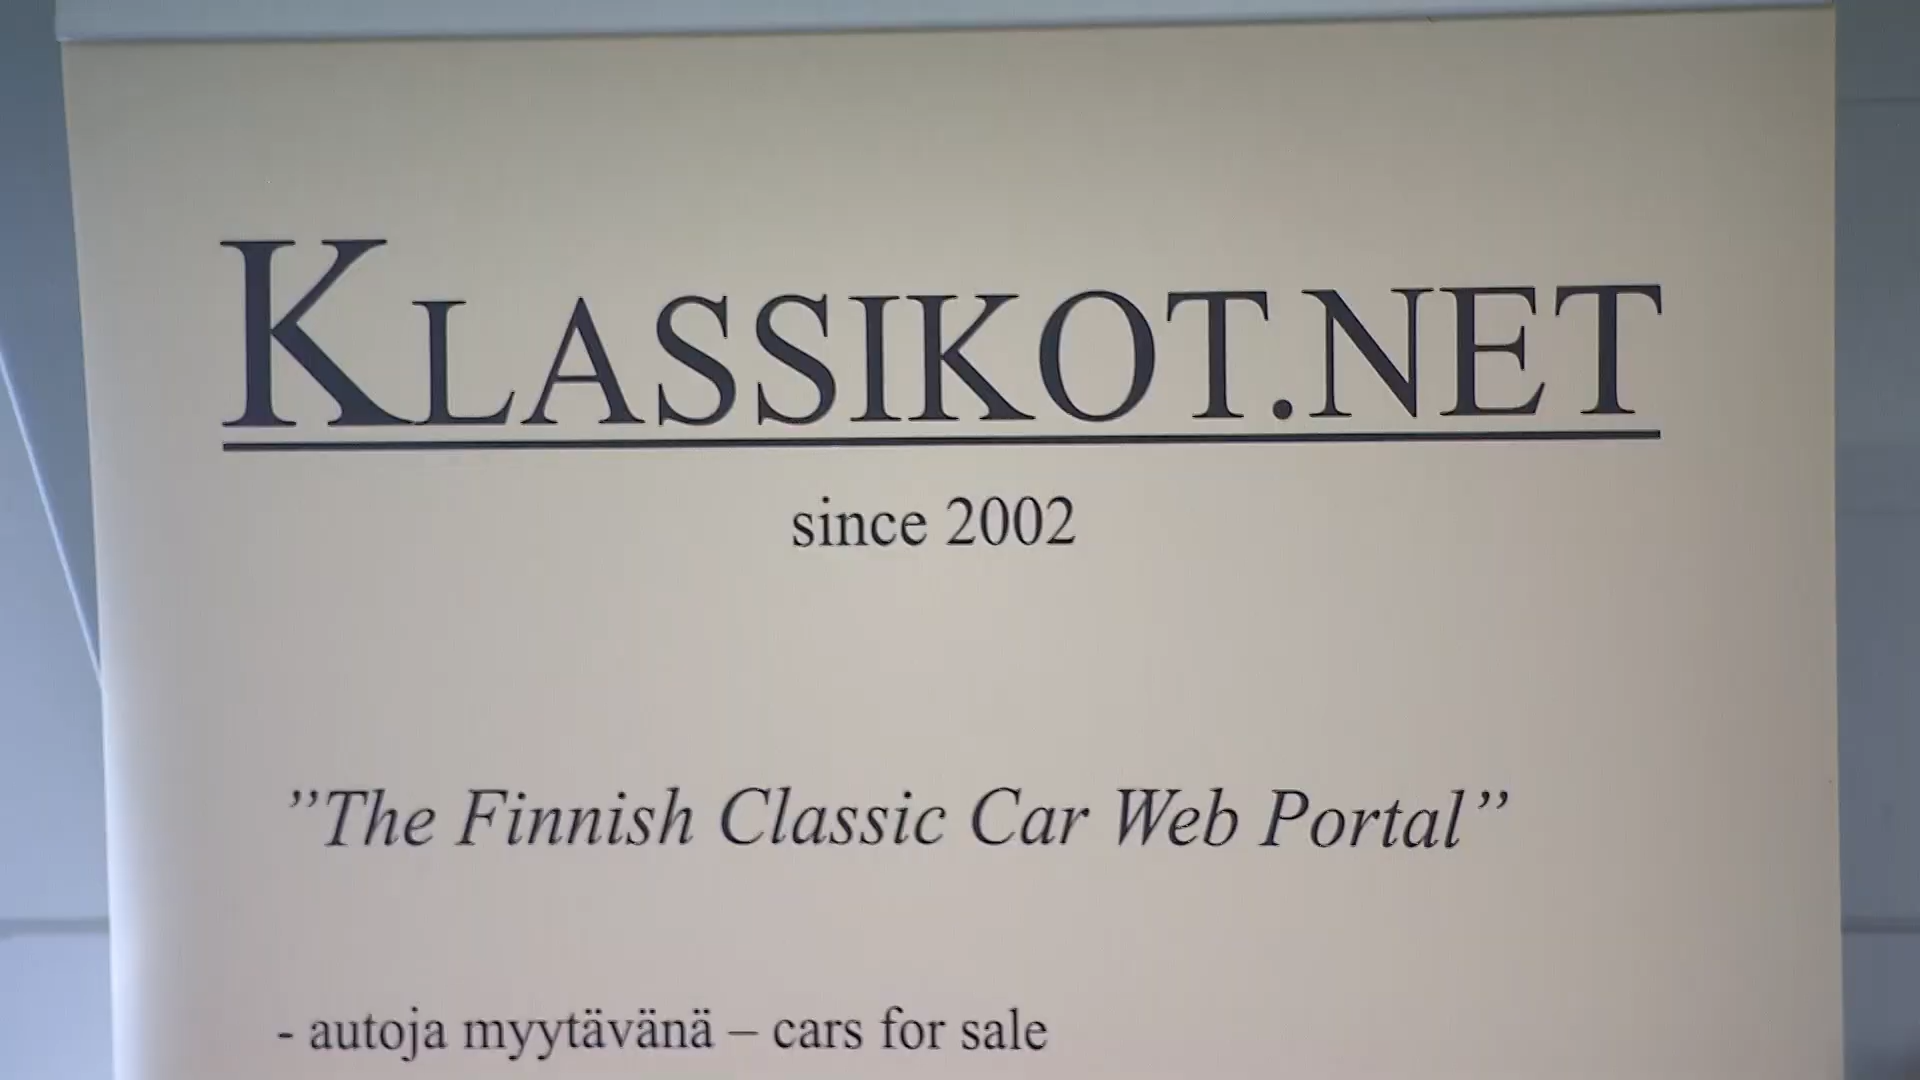 KLASSIKOT.NET
since 2002
”The Finnish Classic Car Web Portal”
- autoja myytävänä – cars for sale